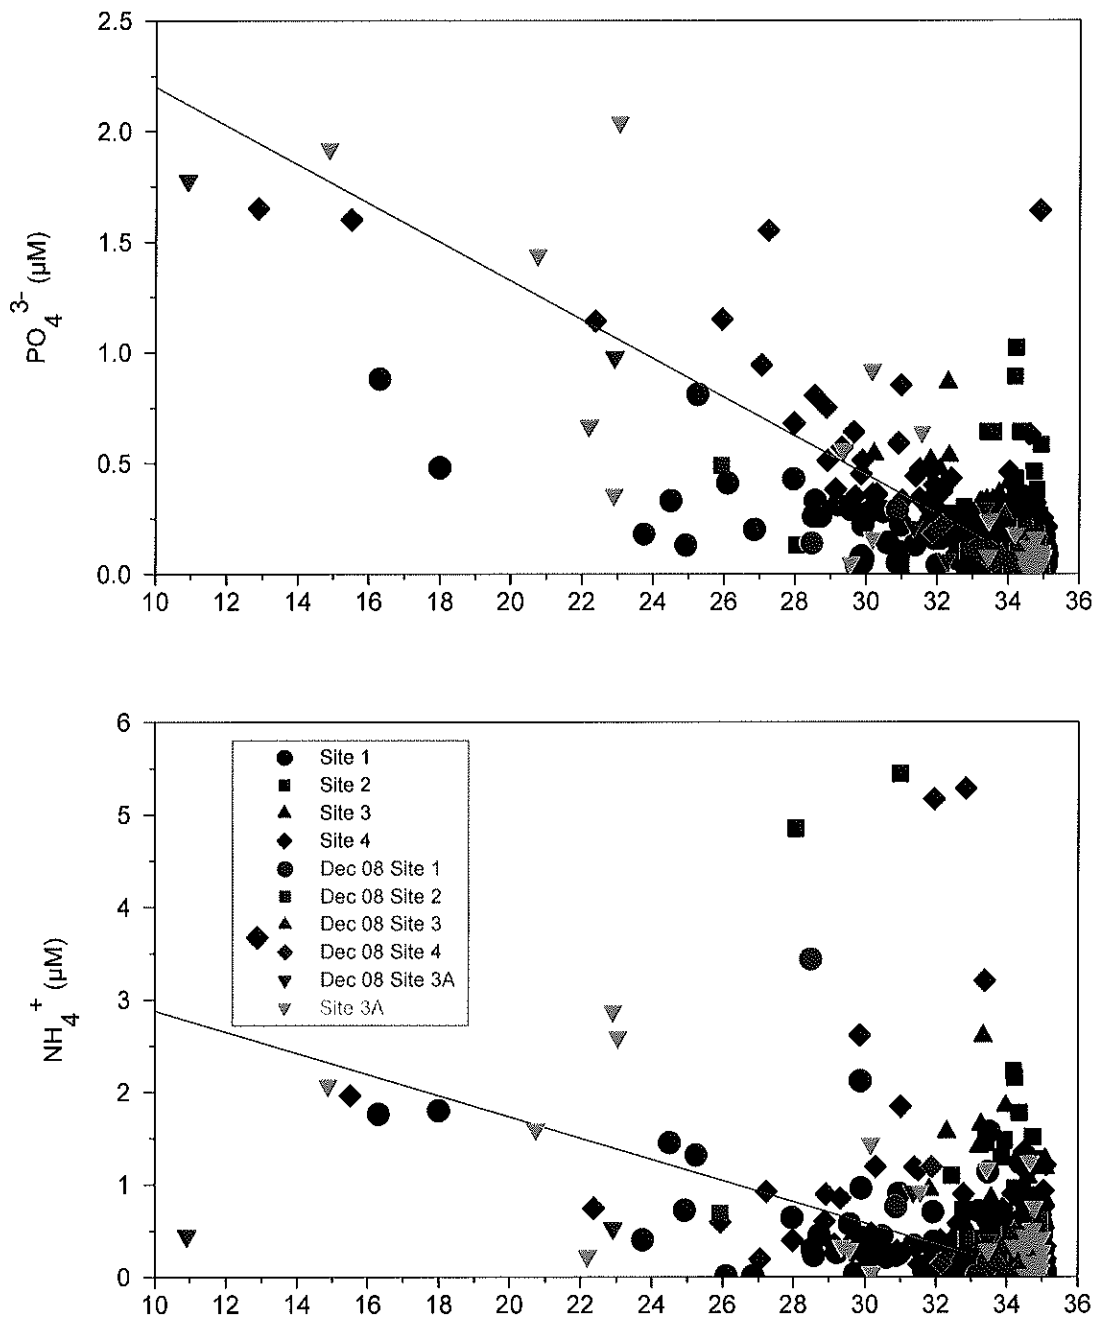 2.5
2.0
1.5
1.0
0.5
0.0
PO₄³⁻ (µM)
10 12 14 16 18 20 22 24 26 28 30 32 34 36
6
5
4
3
2
1
0
NH₄⁺ (µM)
Site 1
Site 2
Site 3
Site 4
Dec 08 Site 1
Dec 08 Site 2
Dec 08 Site 3
Dec 08 Site 4
Dec 08 Site 3A
Site 3A
10 12 14 16 18 20 22 24 26 28 30 32 34 36